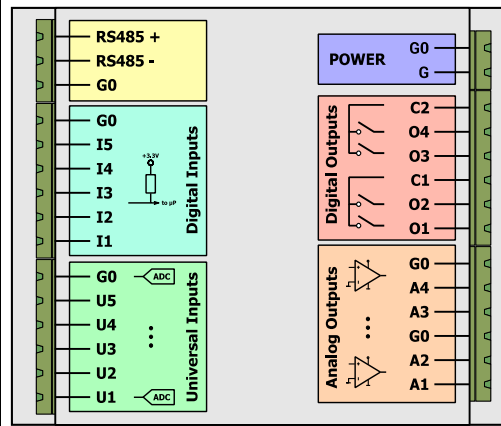 RS485 +
RS485 -
G0
G0
I5
I4
I3
I2
I1
+3.3V
to µP
Digital Inputs
G0
U5
U4
U3
U2
U1
ADC
ADC
Universal Inputs
POWER
G0
G
Digital Outputs
C2
O4
O3
C1
O2
O1
Analog Outputs
G0
A4
A3
G0
A2
A1